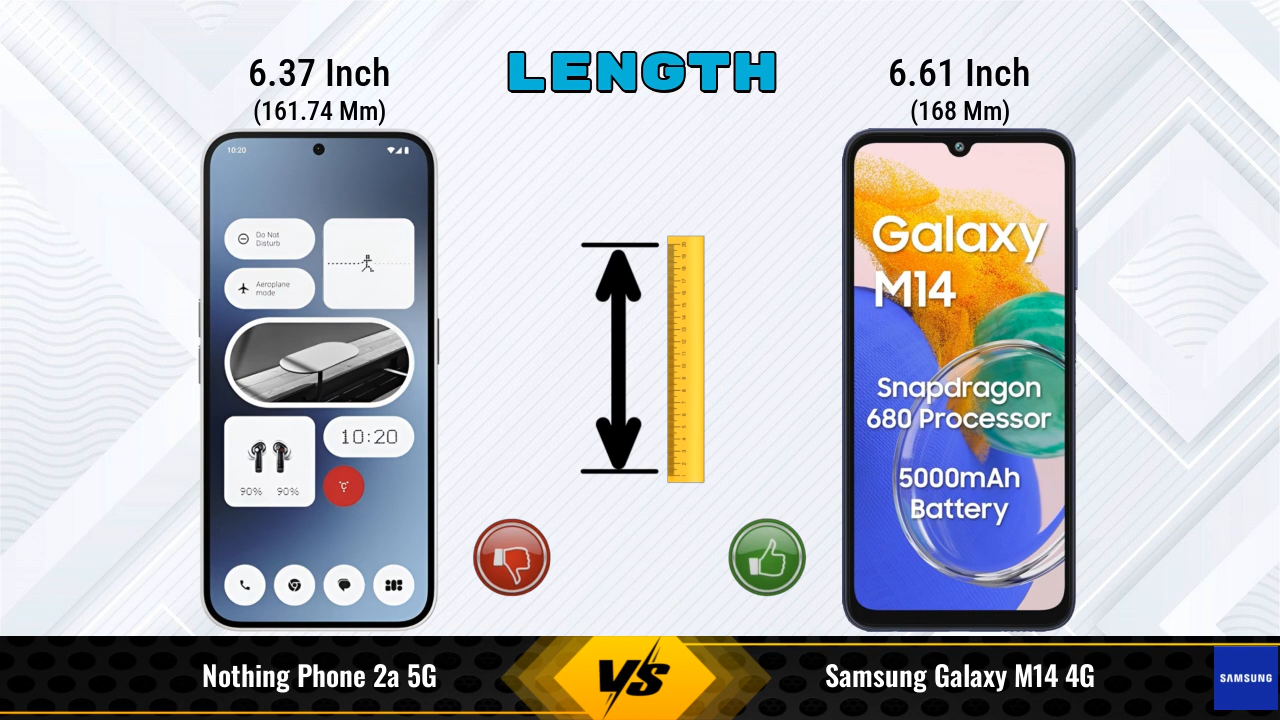 LENGTH
6.37 Inch
(161.74 Mm)
6.61 Inch
(168 Mm)
10:20
Do Not
Disturb
Aeroplane
mode
10:20
90% 90%
Galaxy
M14
Snapdragon
680 Processor
5000mAh
Battery
Nothing Phone 2a 5G
VS
Samsung Galaxy M14 4G
SAMSUNG